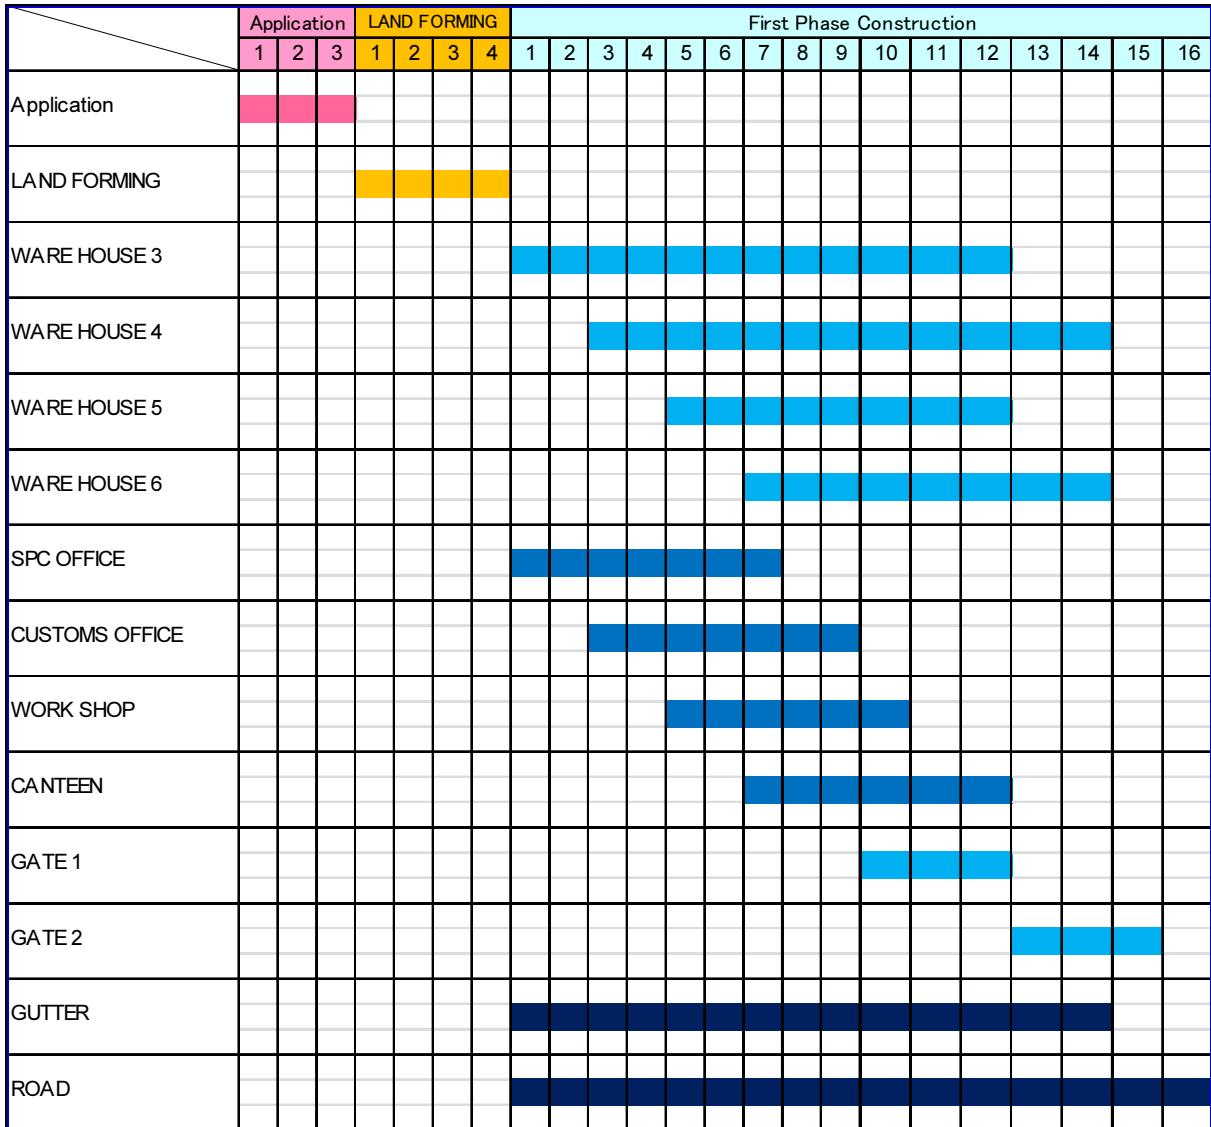 Application LAND FORMING First Phase Construction
1 2 3 1 2 3 4 1 2 3 4 5 6 7 8 9 10 11 12 13 14 15 16
Application
LAND FORMING
WARE HOUSE 3
WARE HOUSE 4
WARE HOUSE 5
WARE HOUSE 6
SPC OFFICE
CUSTOMS OFFICE
WORK SHOP
CANTEEN
GATE 1
GATE 2
GUTTER
ROAD